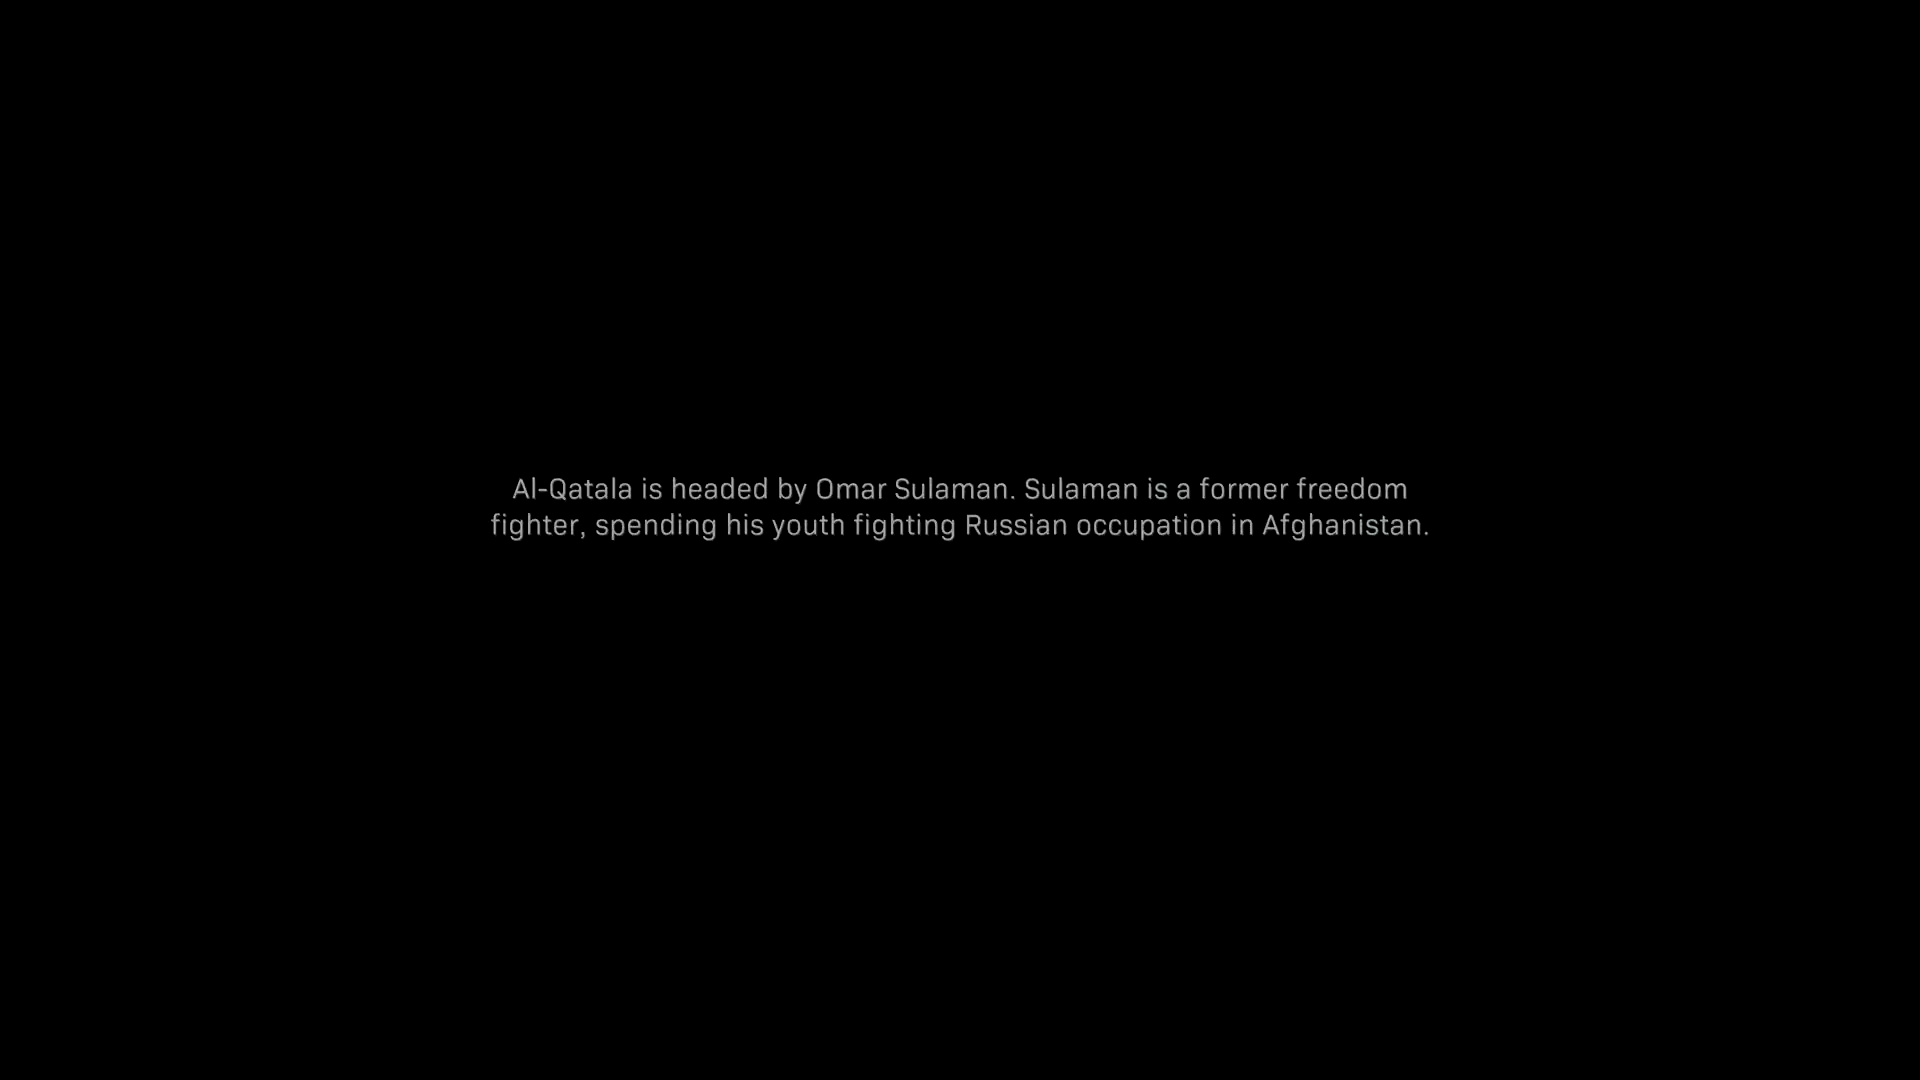 Al-Qatala is headed by Omar Sulaman. Sulaman is a former freedom
fighter, spending his youth fighting Russian occupation in Afghanistan.